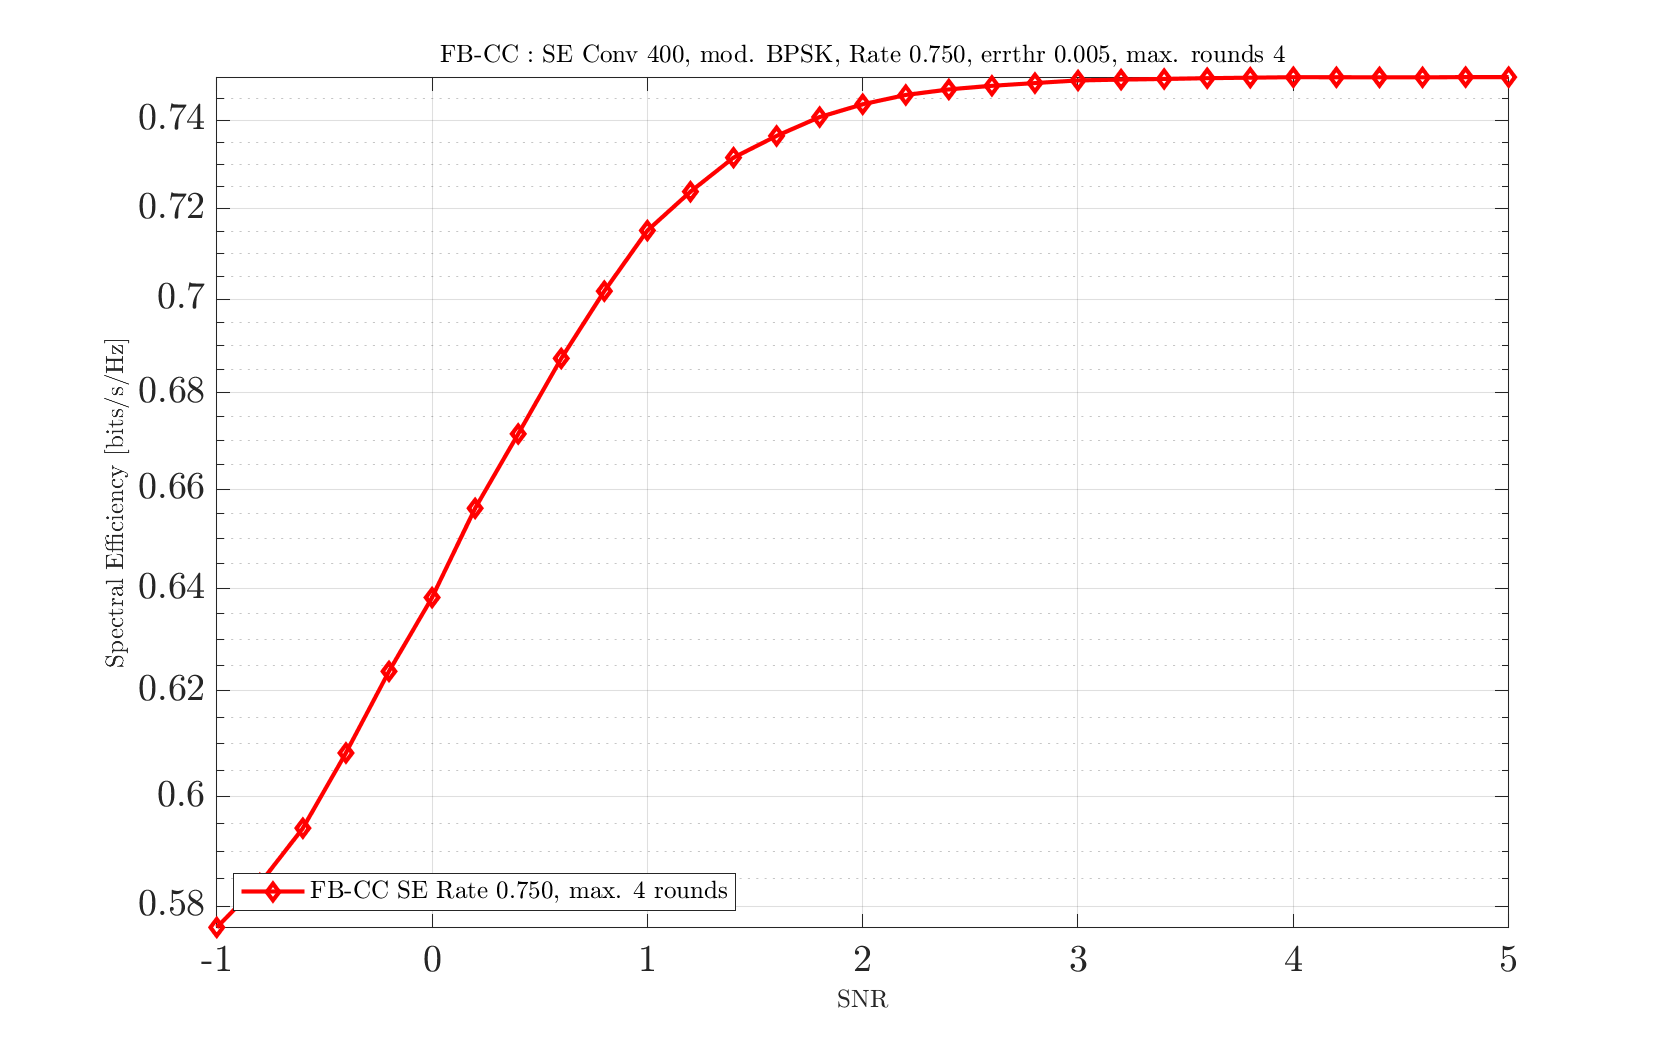 FB-CC : SE Conv 400, mod. BPSK, Rate 0.750, errthr 0.005, max. rounds 4
Spectral Efficiency [bits/s/Hz]
0.74
0.72
0.7
0.68
0.66
0.64
0.62
0.6
0.58
FB-CC SE Rate 0.750, max. 4 rounds
-1 0 1 2 3 4 5
SNR